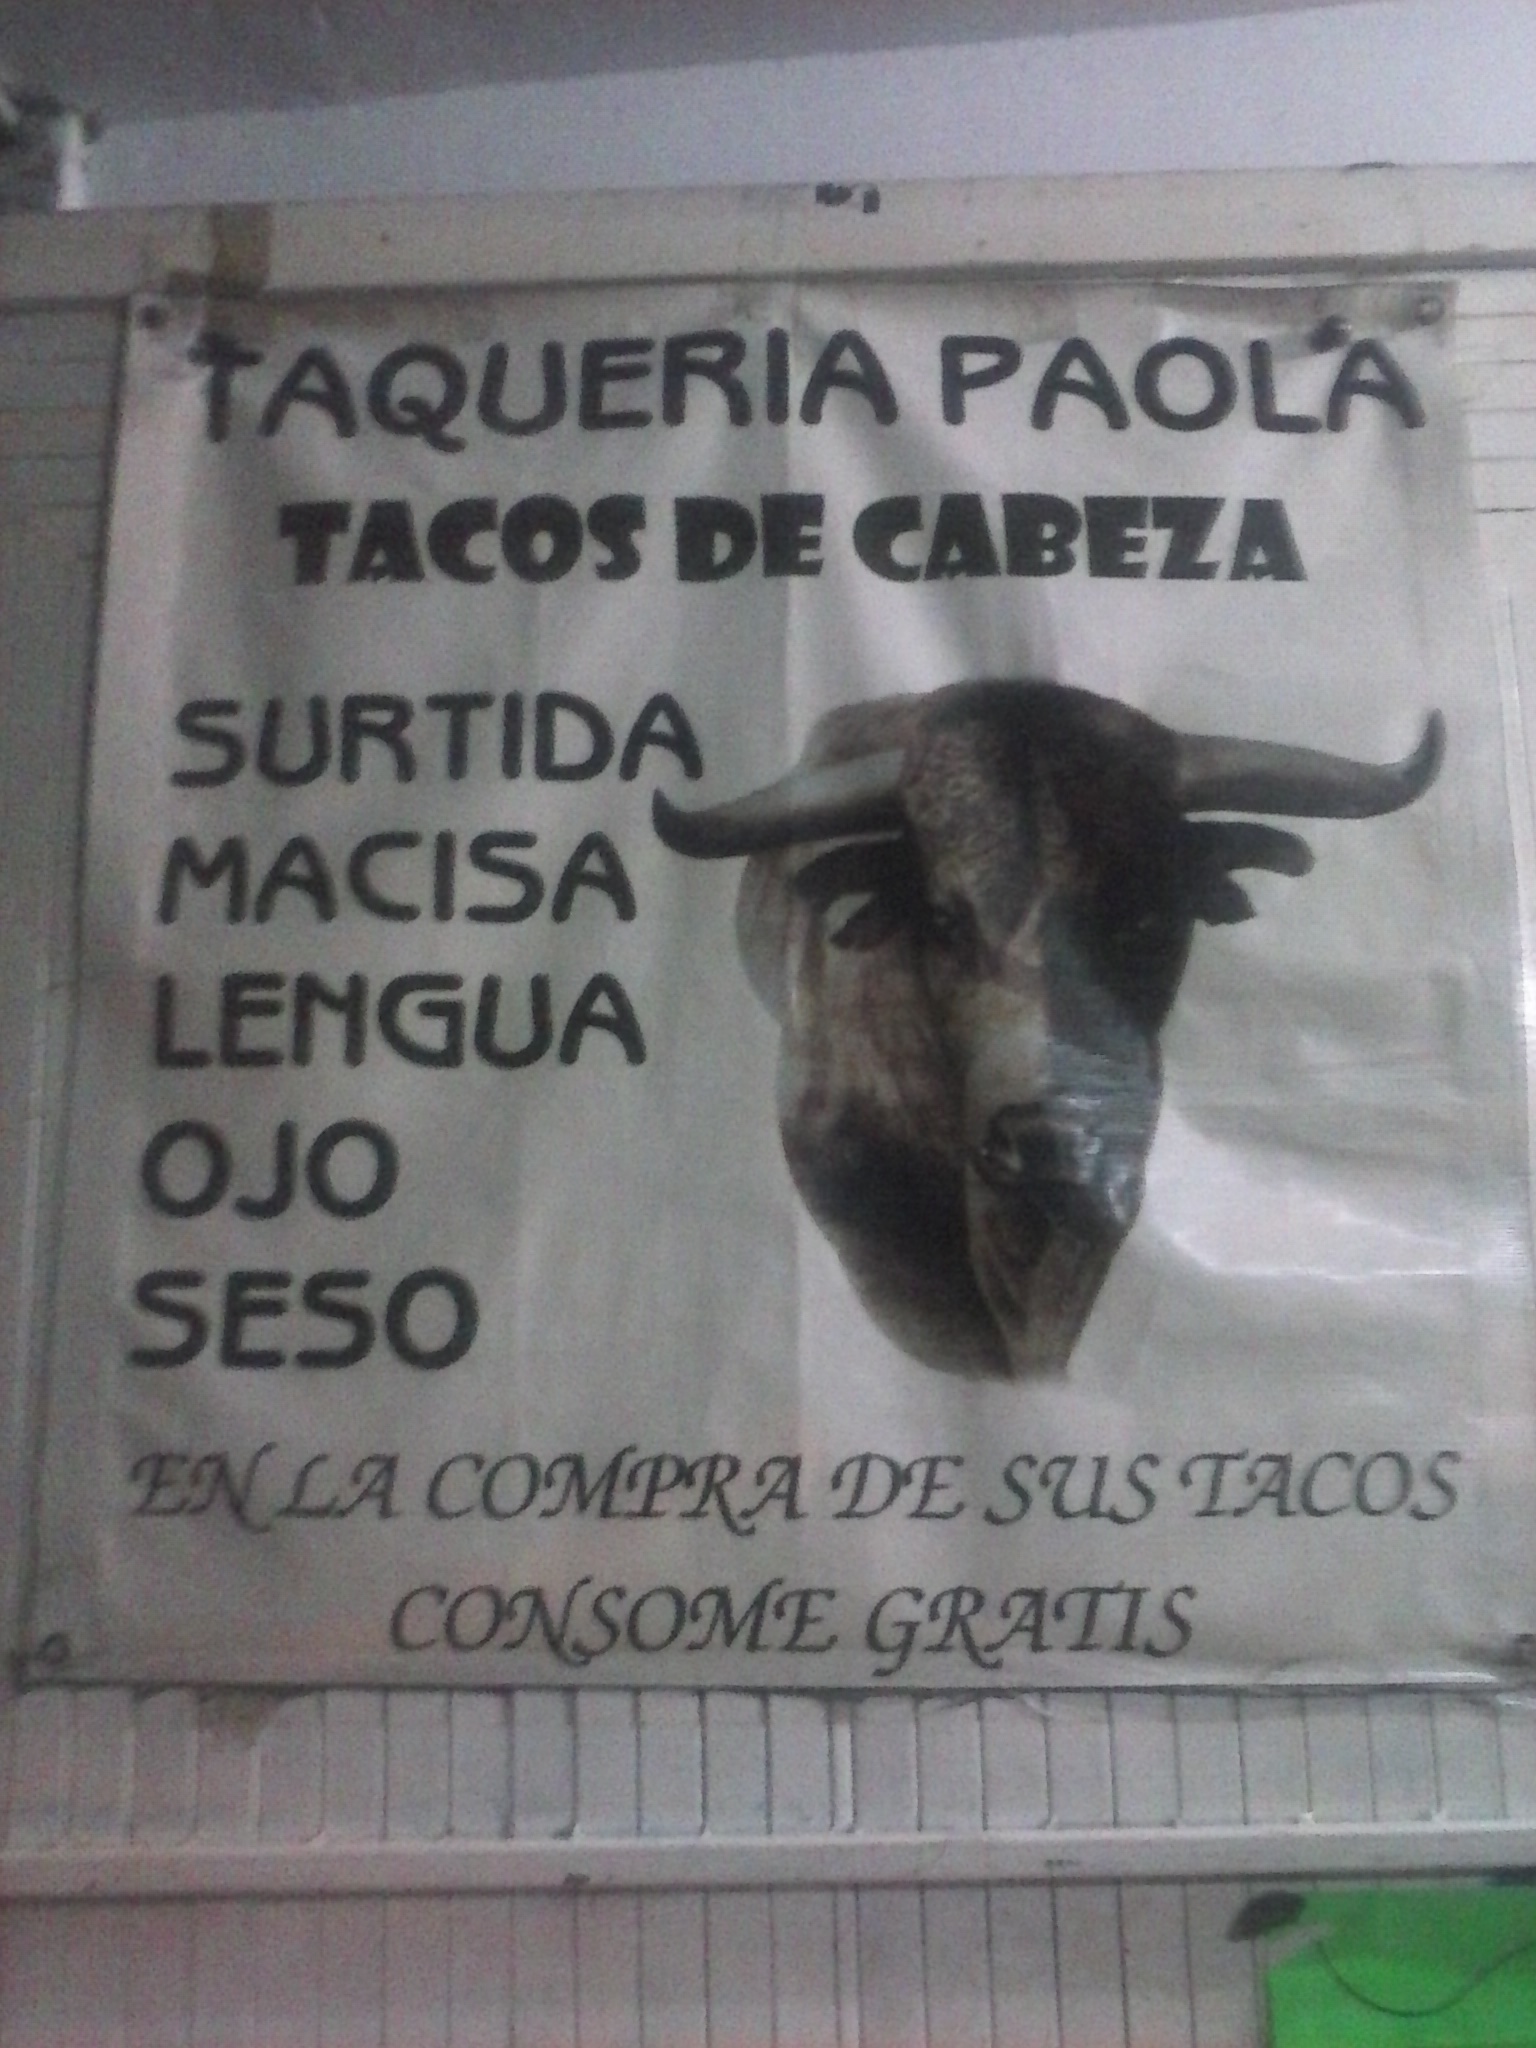 TAQUERIA PAOLA
TACOS DE CABEZA
SURTIDA
MACISA
LENGUA
OJO
SESO
EN LA COMPRA DE SUS TACOS
CONSOME GRATIS